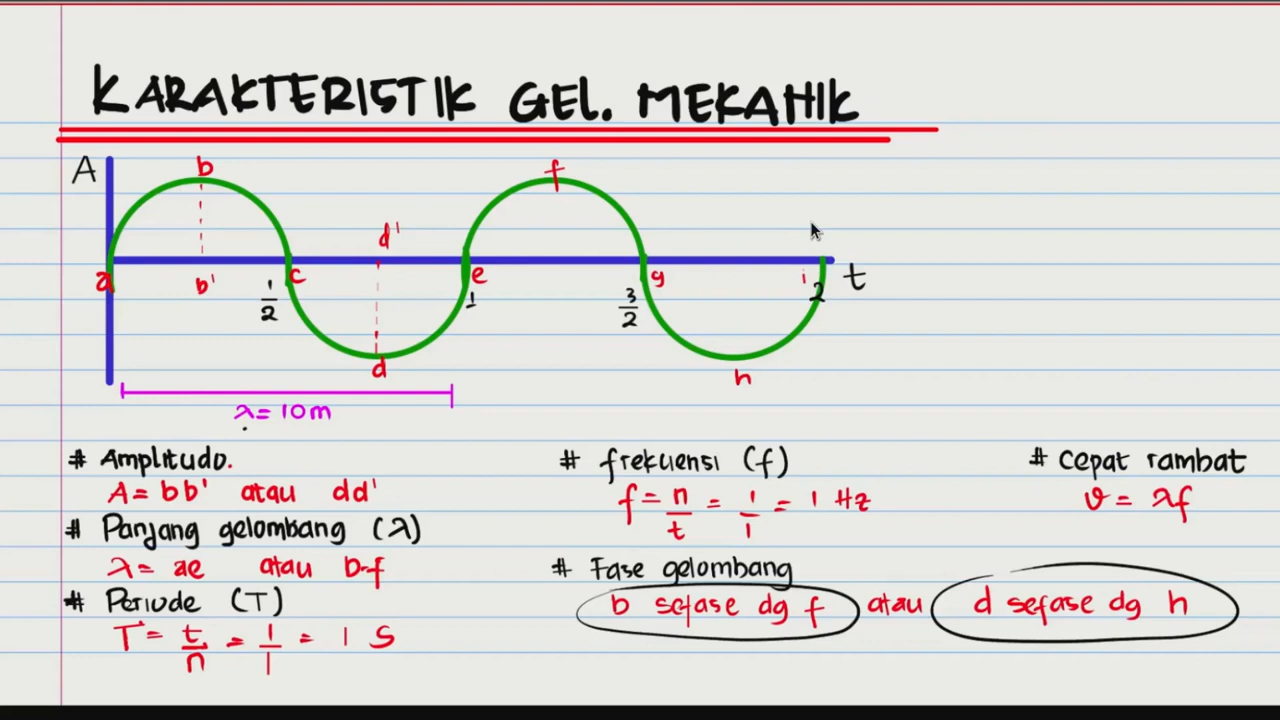 KARAKTERISTIK GEL. MEKANIK
A
b
f
d'
a
b'
c
e
g
i
t
1/2
1
3/2
2
d
h
λ = 10m
# Amplitudo.
A = bb' atau dd'
# Panjang gelombang (λ)
λ = ae atau b-f
# Periode (T)
T = t/n = 1/1 = 1 S
# frekuensi (f)
f = n/t = 1/1 = 1 Hz
# Fase gelombang
b sefase dg f atau d sefase dg h
# cepat rambat
v = λf